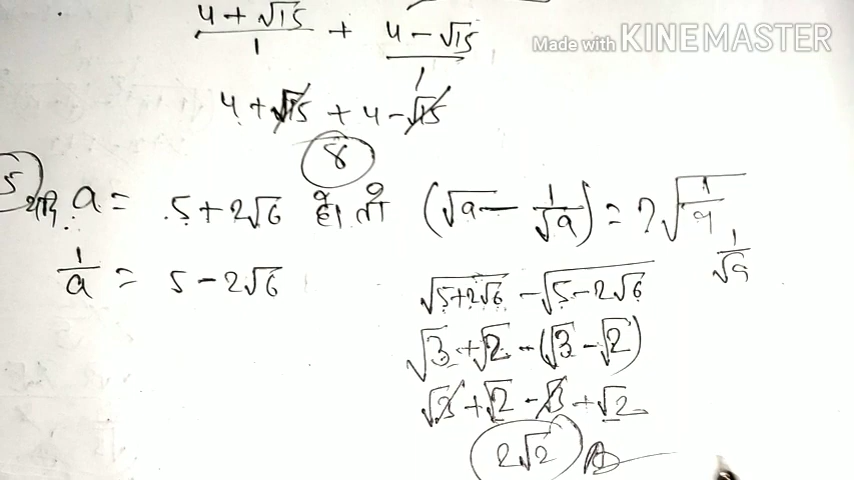 4 + √15 / 1 + 4 - √15 / 1
Made with KINEMASTER
4 + √15 + 4 - √15
8
5 यदि a = 5 + 2√6 हो तो (√a - 1/√a) = ? √1/a
1/a = 5 - 2√6
1/√a
√5+2√6 - √5-2√6
√3 + √2 - (√3 - √2)
√3 + √2 - √3 + √2
2√2